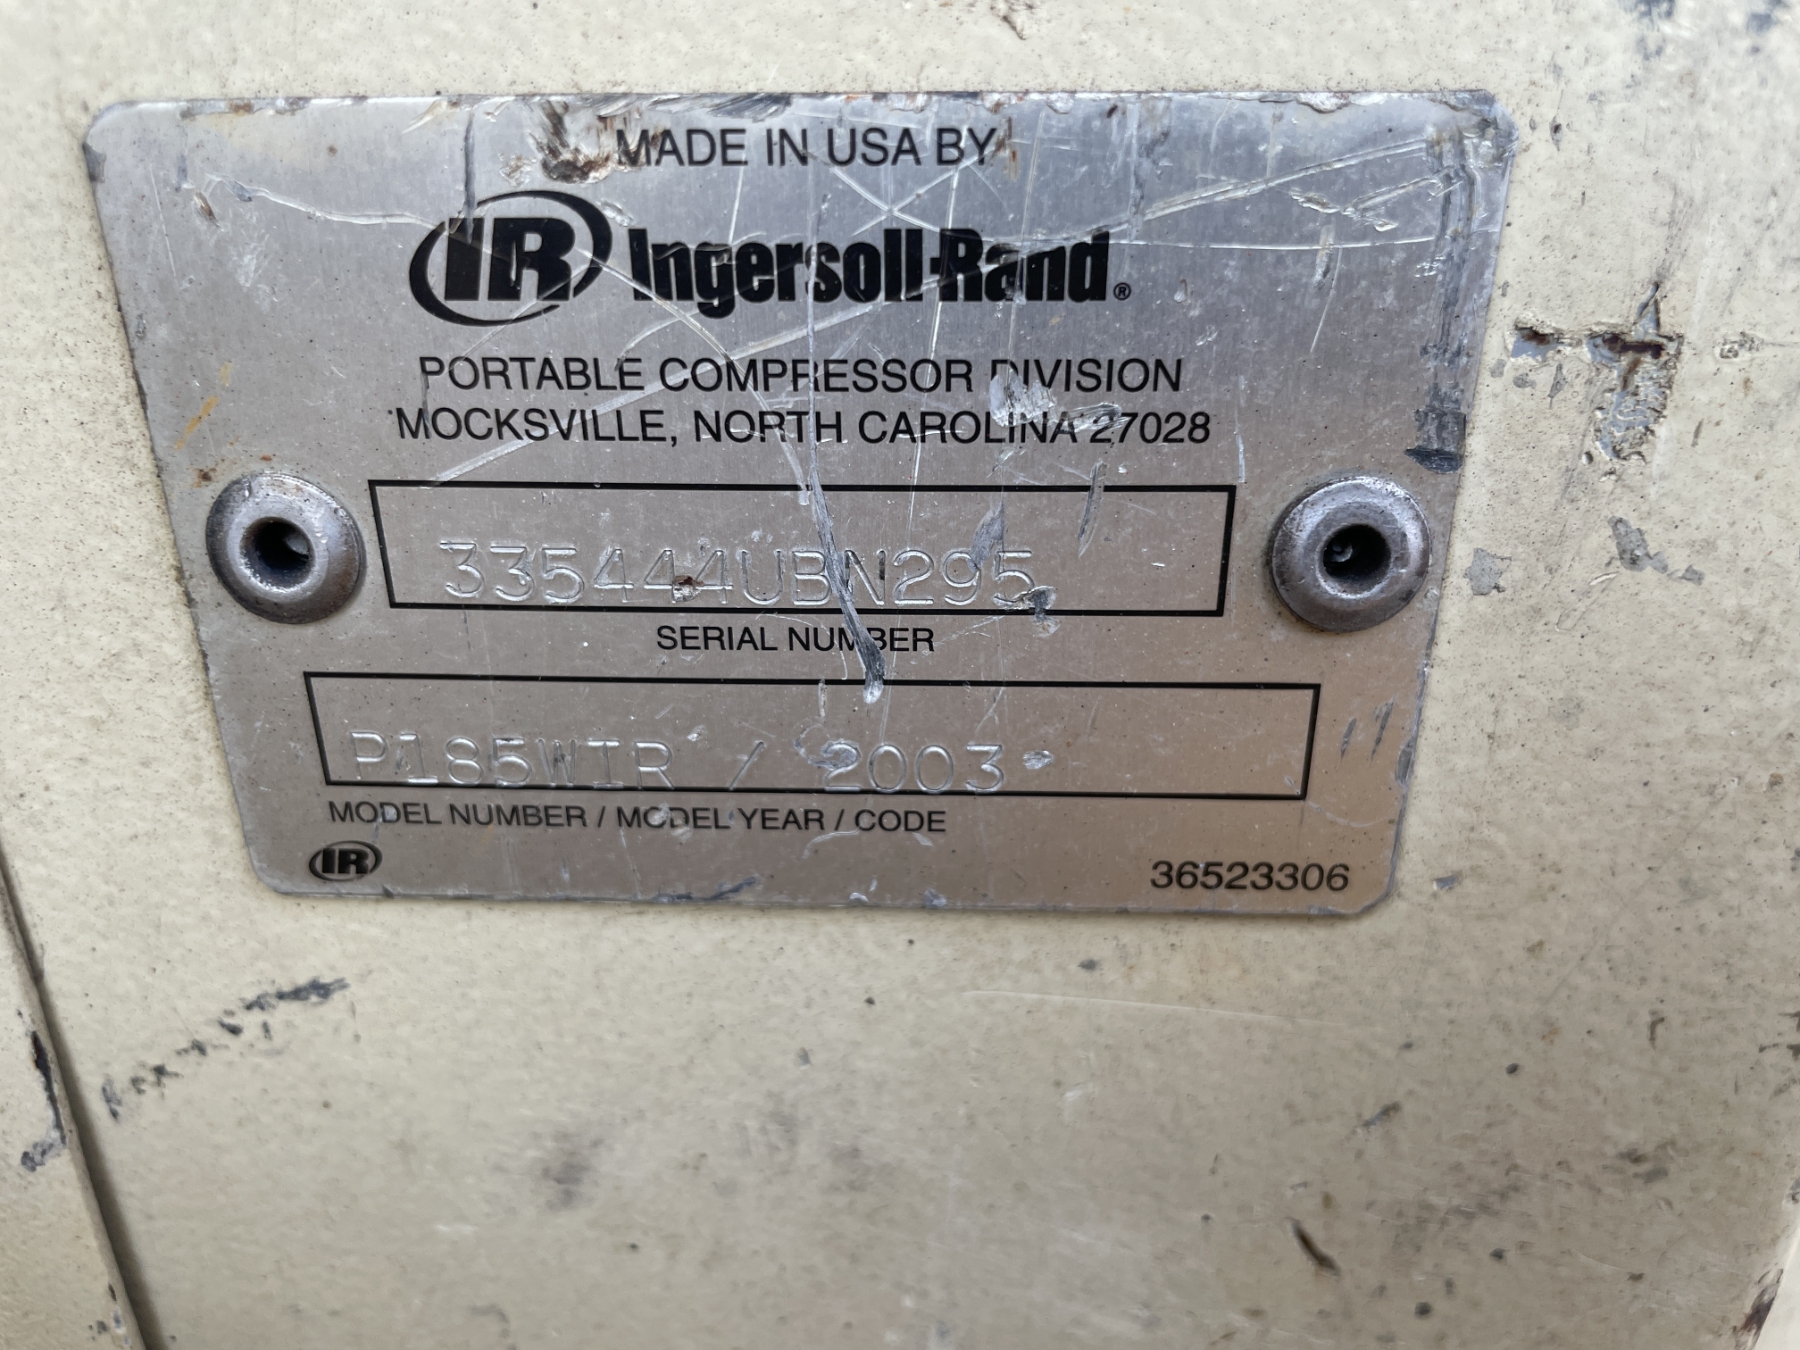 MADE IN USA BY
IR Ingersoll-Rand®
PORTABLE COMPRESSOR DIVISION
MOCKSVILLE, NORTH CAROLINA 27028
335444UBN295
SERIAL NUMBER
P185WIR / 2003
MODEL NUMBER / MODEL YEAR / CODE
IR
36523306